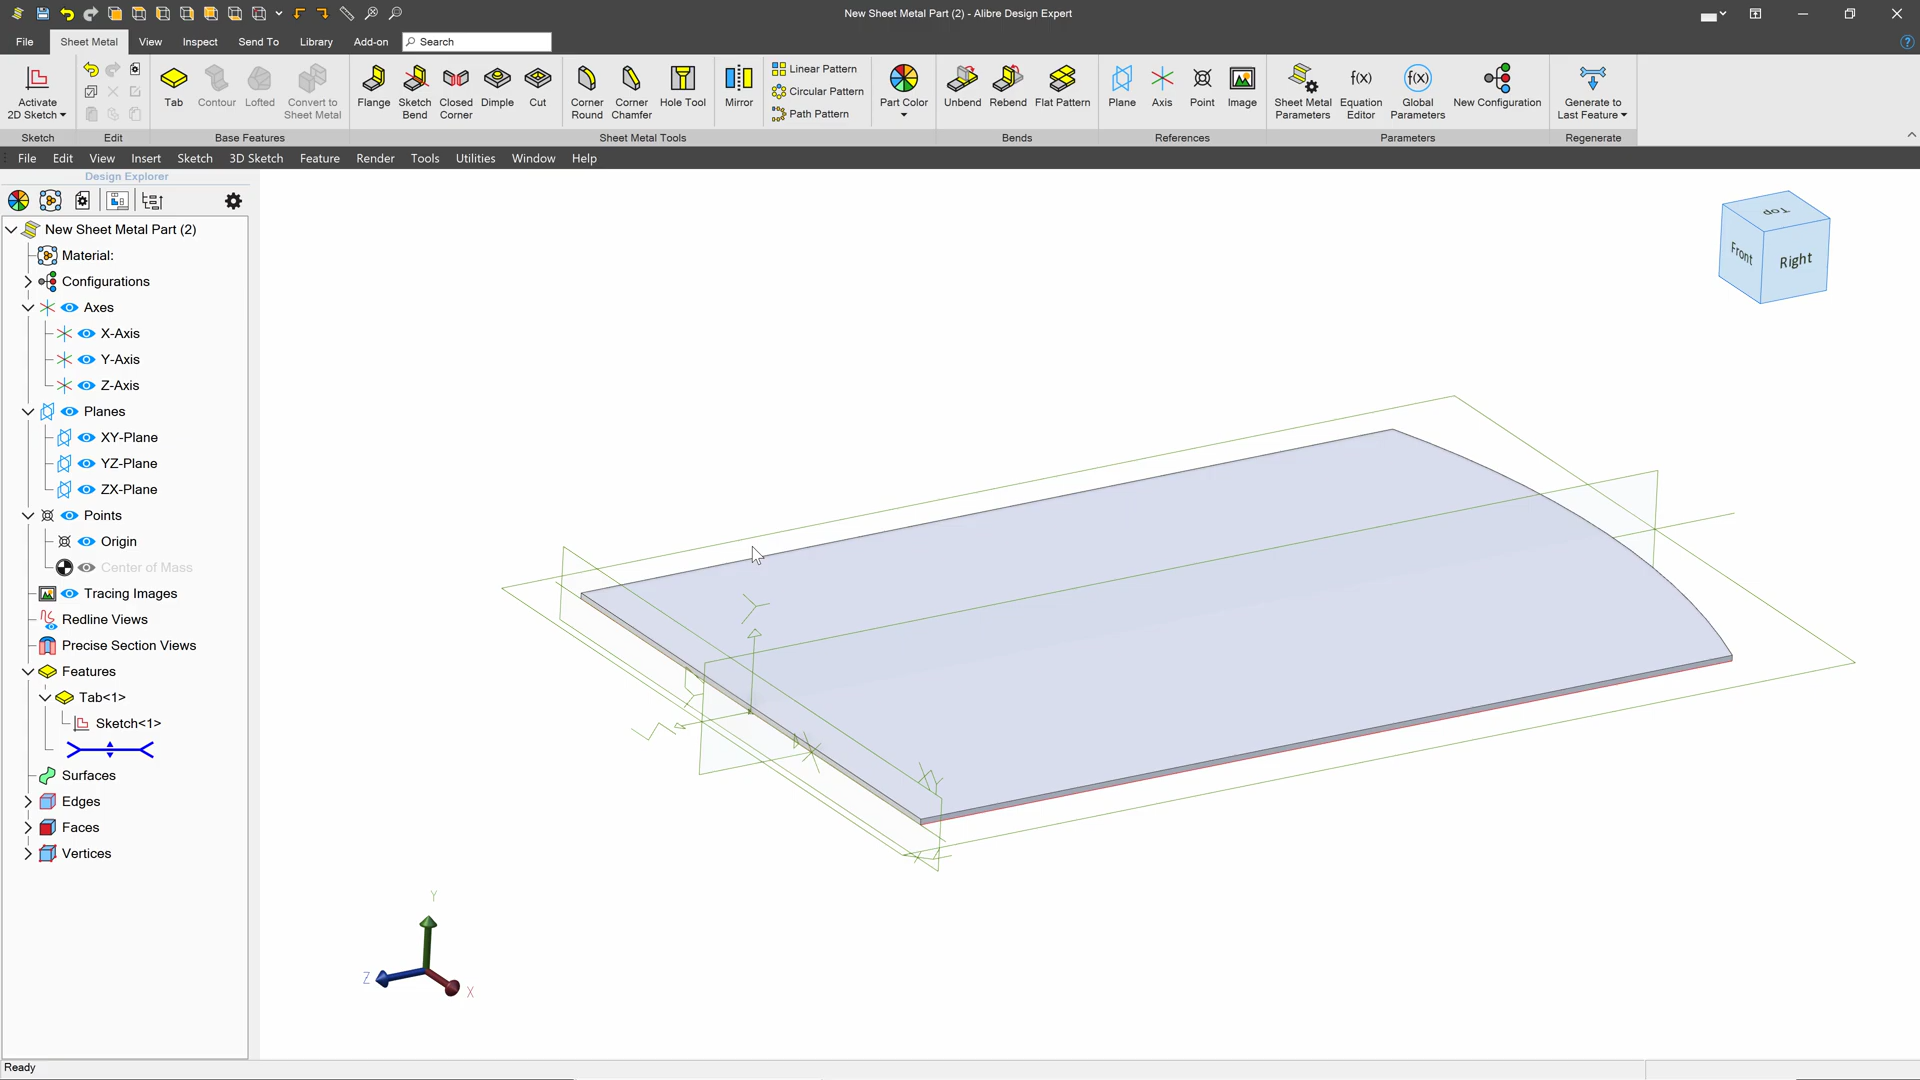 New Sheet Metal Part (2) - Alibre Design Expert
File Sheet Metal View Inspect Send To Library Add-on Search
Activate 2D Sketch
Tab Contour Lofted Convert to Sheet Metal
Flange Sketch Bend Closed Corner Dimple Cut
Corner Round Corner Chamfer Hole Tool Mirror
Linear Pattern
Circular Pattern
Path Pattern
Part Color
Unbend Rebend Flat Pattern
Plane Axis Point Image
Sheet Metal Parameters Equation Editor Global Parameters New Configuration
Generate to Last Feature
Sketch Edit Base Features Sheet Metal Tools Bends References Parameters Regenerate
File Edit View Insert Sketch 3D Sketch Feature Render Tools Utilities Window Help
Design Explorer
New Sheet Metal Part (2)
Material:
Configurations
Axes
X-Axis
Y-Axis
Z-Axis
Planes
XY-Plane
YZ-Plane
ZX-Plane
Points
Origin
Center of Mass
Tracing Images
Redline Views
Precise Section Views
Features
Tab<1>
Sketch<1>
Surfaces
Edges
Faces
Vertices
Top
Front
Right
Y
Z
X
Ready